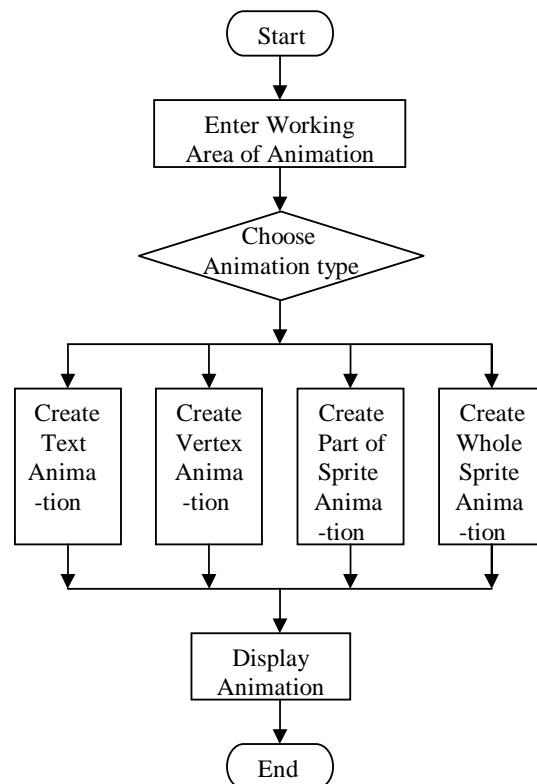 Start
Enter Working
Area of Animation
Choose
Animation type
Create
Text
Anima
-tion
Create
Vertex
Anima
-tion
Create
Part of
Sprite
Anima
-tion
Create
Whole
Sprite
Anima
-tion
Display
Animation
End